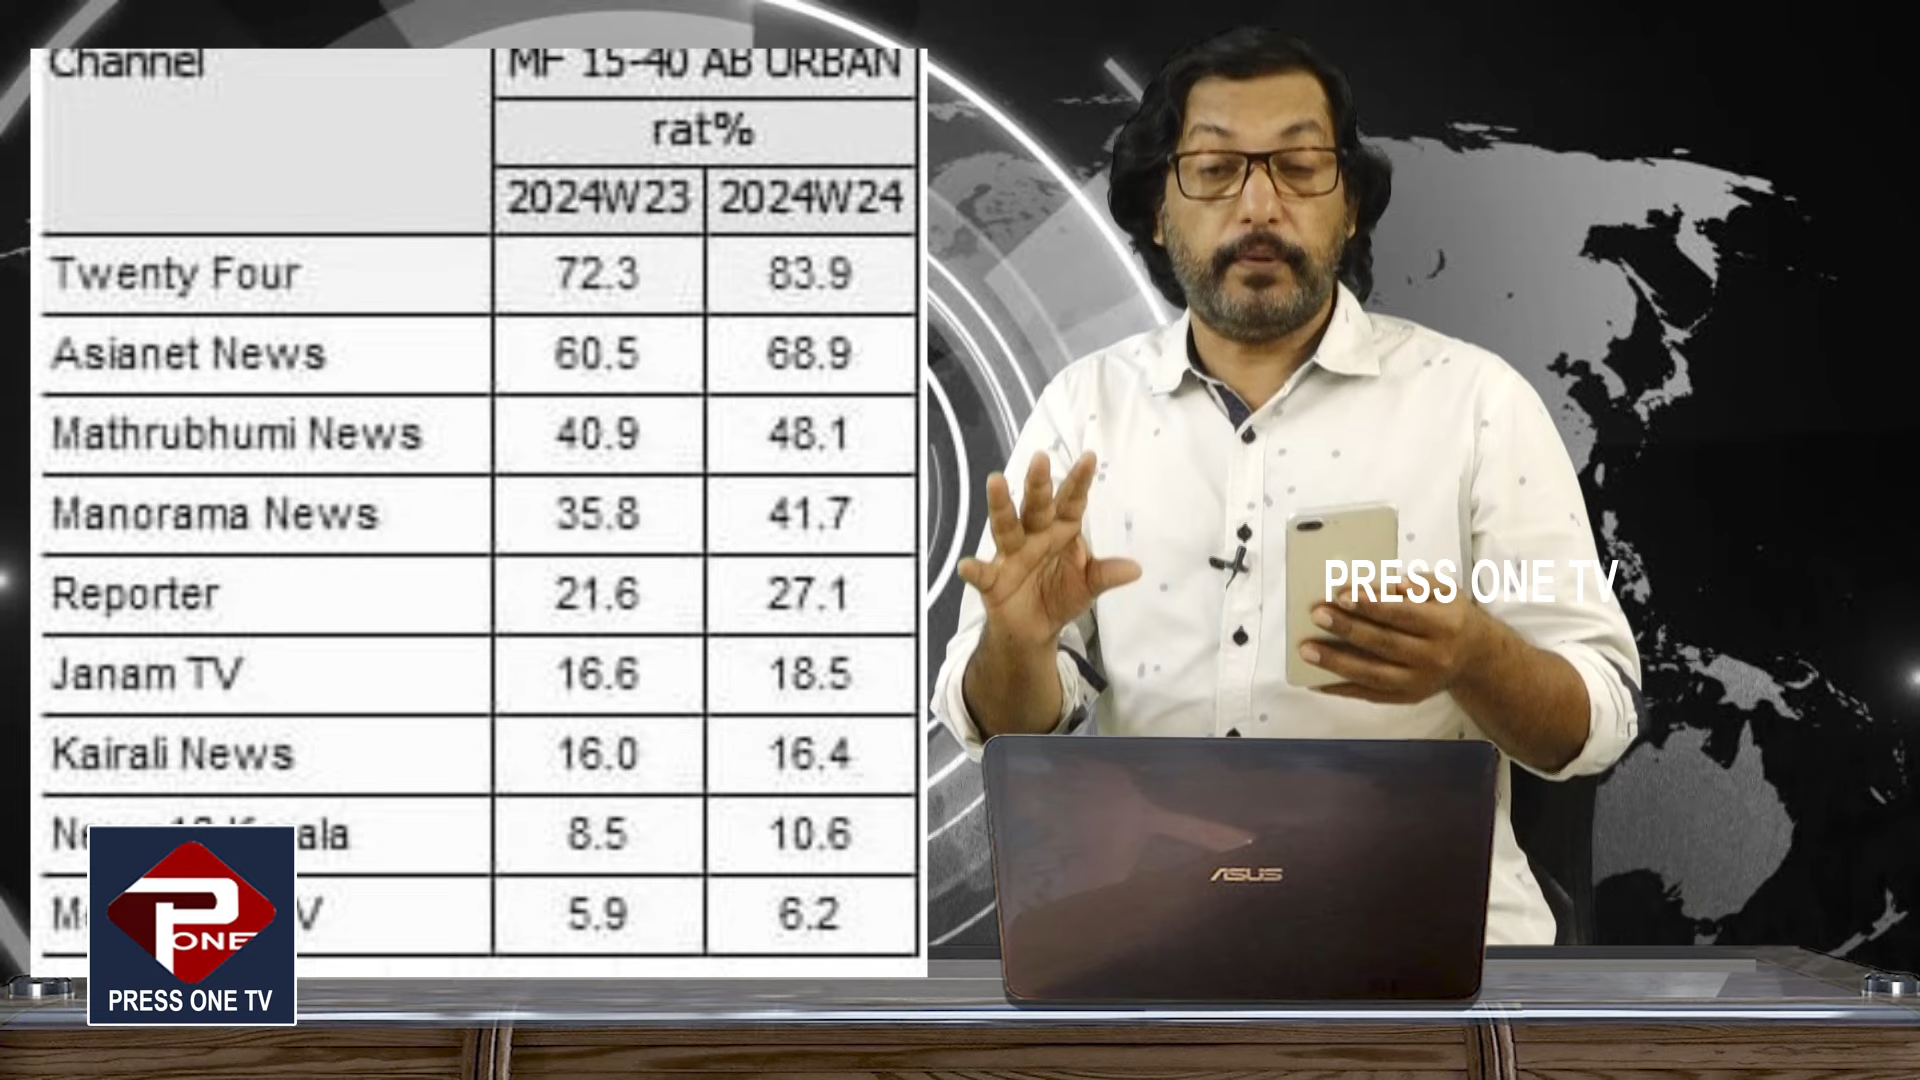 Channel MF 15-40 AB URBAN
rat%
2024W23 2024W24
Twenty Four 72.3 83.9
Asianet News 60.5 68.9
Mathrubhumi News 40.9 48.1
Manorama News 35.8 41.7
Reporter 21.6 27.1
Janam TV 16.6 18.5
Kairali News 16.0 16.4
8.5 10.6
5.9 6.2
P ONE
PRESS ONE TV
PRESS ONE TV
ASUS